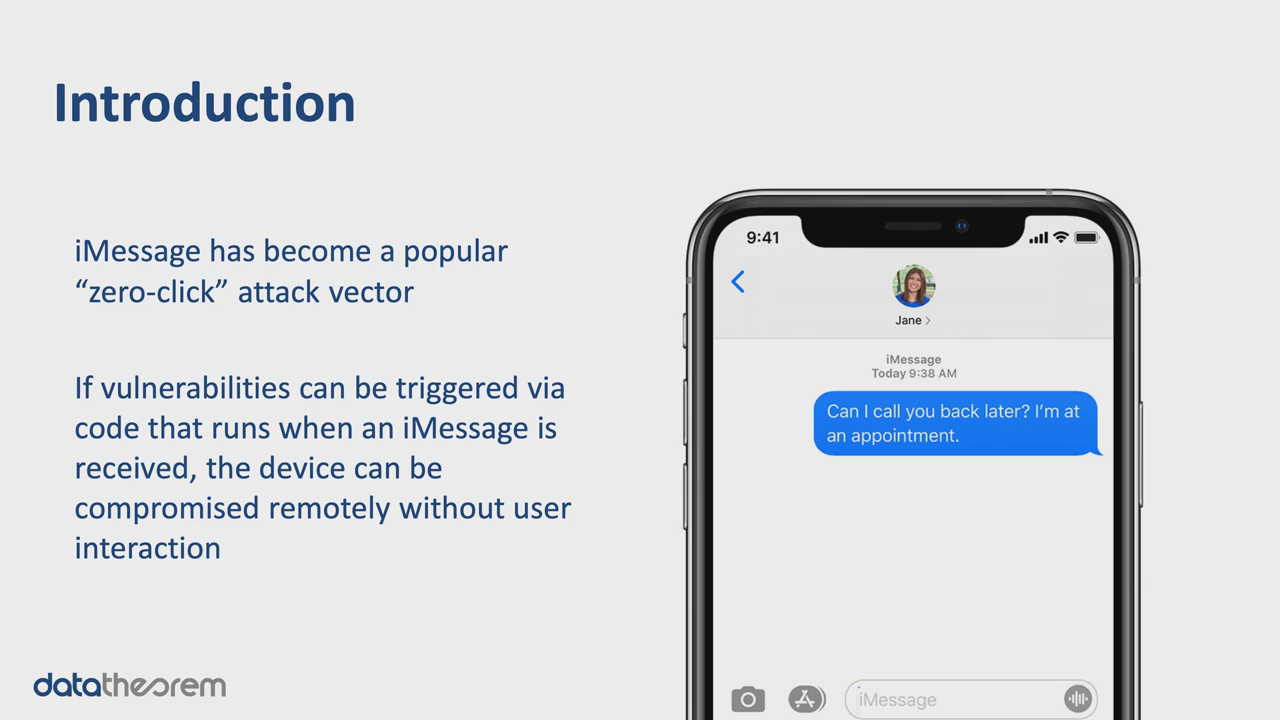 Introduction
iMessage has become a popular
“zero-click” attack vector
If vulnerabilities can be triggered via
code that runs when an iMessage is
received, the device can be
compromised remotely without user
interaction
datatheorem
9:41
Jane
iMessage
Today 9:38 AM
Can I call you back later? I’m at
an appointment.
iMessage